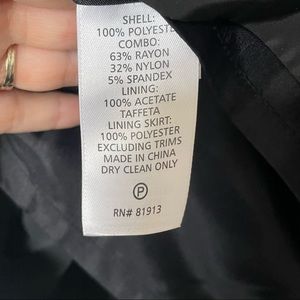 SHELL:
100% POLYESTE
COMBO:
63% RAYON
32% NYLON
5% SPANDEX
LINING:
100% ACETATE
TAFFETA
LINING SKIRT:
100% POLYESTER
EXCLUDING TRIMS
MADE IN CHINA
DRY CLEAN ONLY
P
RN# 81913